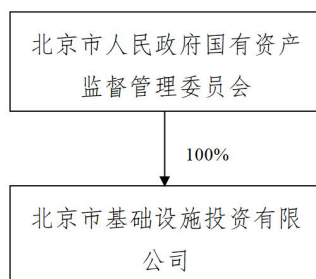 北京市人民政府国有资产
监督管理委员会
100%
北京市基础设施投资有限
公司